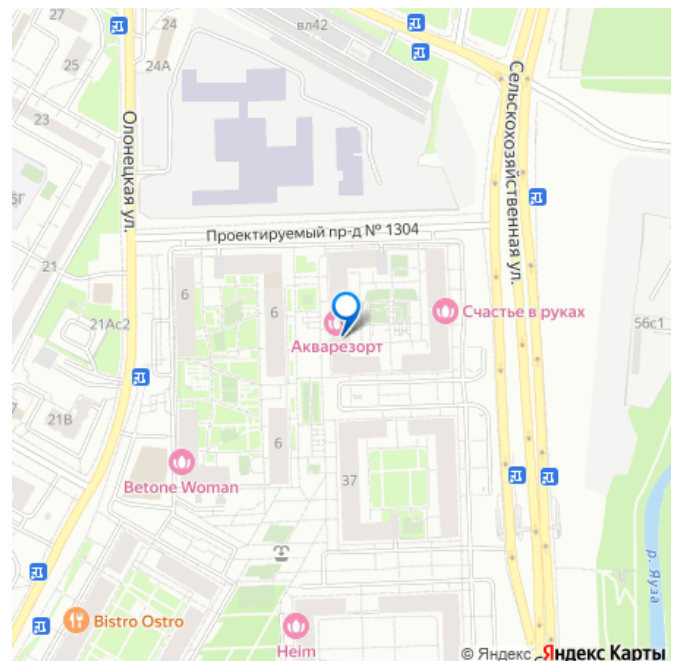 27
24
вл42
24А
25
23
Олонецкая ул.
Сельскохозяйственная ул.
Проектируемый пр-д № 1304
21
6
6
21Ас2
Счастье в руках
56с1
Акварезорт
21В
6
37
Betone Woman
р. Яуза
Bistro Ostro
Heim
© Яндекс Яндекс Карты